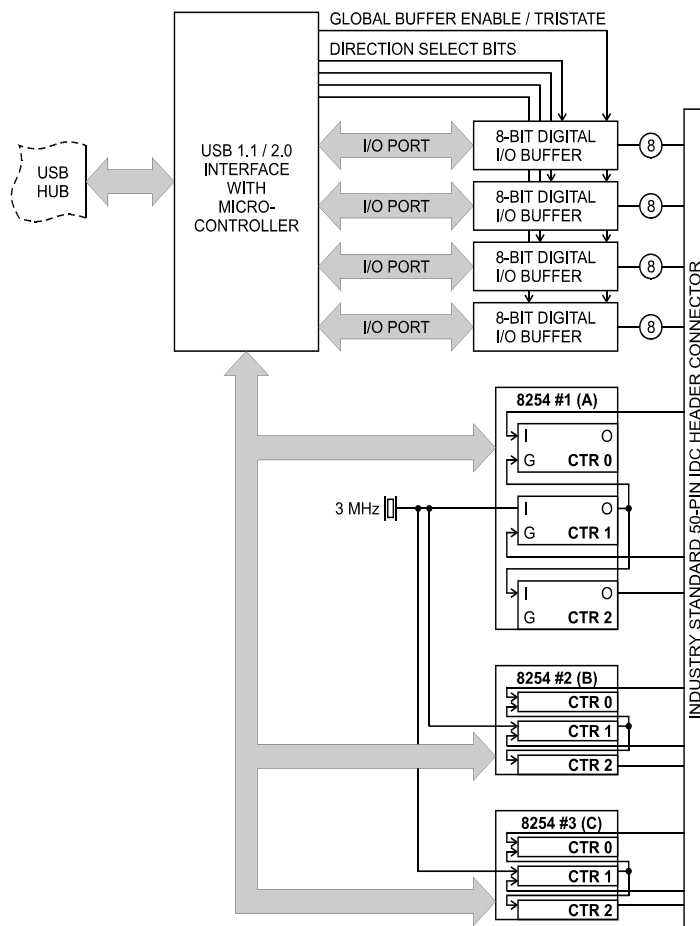 GLOBAL BUFFER ENABLE / TRISTATE
DIRECTION SELECT BITS
USB
HUB
USB 1.1 / 2.0
INTERFACE
WITH
MICRO-
CONTROLLER
I/O PORT
8-BIT DIGITAL
I/O BUFFER
8
I/O PORT
8-BIT DIGITAL
I/O BUFFER
8
I/O PORT
8-BIT DIGITAL
I/O BUFFER
8
I/O PORT
8-BIT DIGITAL
I/O BUFFER
8
INDUSTRY STANDARD 50-PIN IDC HEADER CONNECTOR
8254 #1 (A)
I O
G CTR 0
3 MHz
I O
G CTR 1
I O
G CTR 2
8254 #2 (B)
CTR 0
CTR 1
CTR 2
8254 #3 (C)
CTR 0
CTR 1
CTR 2